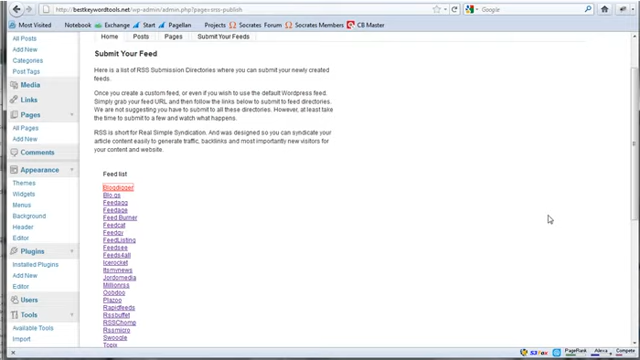 http://bestkeywordtools.net/wp-admin/admin.php?page=rss-publish
Google
Most Visited Notebook Exchange Start Pagellan Projects Socrates Forum Socrates Members CB Master
All Posts
Add New
Categories
Post Tags
Media
Links
Pages
All Pages
Add New
Comments
Appearance
Themes
Widgets
Menus
Background
Header
Editor
Plugins
Installed Plugins
Add New
Editor
Users
Tools
Available Tools
Import
Home Posts Pages Submit Your Feeds
Submit Your Feed
Here is a list of RSS Submission Directories where you can submit your newly created
feeds.
Once you create a custom feed, or even if you wish to use the default Wordpress feed.
Simply grab your feed URL and then follow the links below to submit to feed directories.
We are not suggesting you have to submit to all these directories. However, at least take
the time to submit to a few and watch what happens.
RSS is short for Real Simple Syndication. And was designed so you can syndicate your
article content easily to generate traffic, backlinks and most importantly new visitors for
your content and website.
Feed list
Blogdigger
Blo.gs
Feedagg
Feedage
Feed Burner
Feedcat
Feedgy
FeedListing
Feedsee
Feeds4all
Icerocket
Itsmynews
Jordomedia
Millionrss
Oobdoo
Plazoo
Rapidfeeds
Rssbuffet
RSSChomp
Rssmicro
Swoogle
Topix
PageRank Alexa Compete